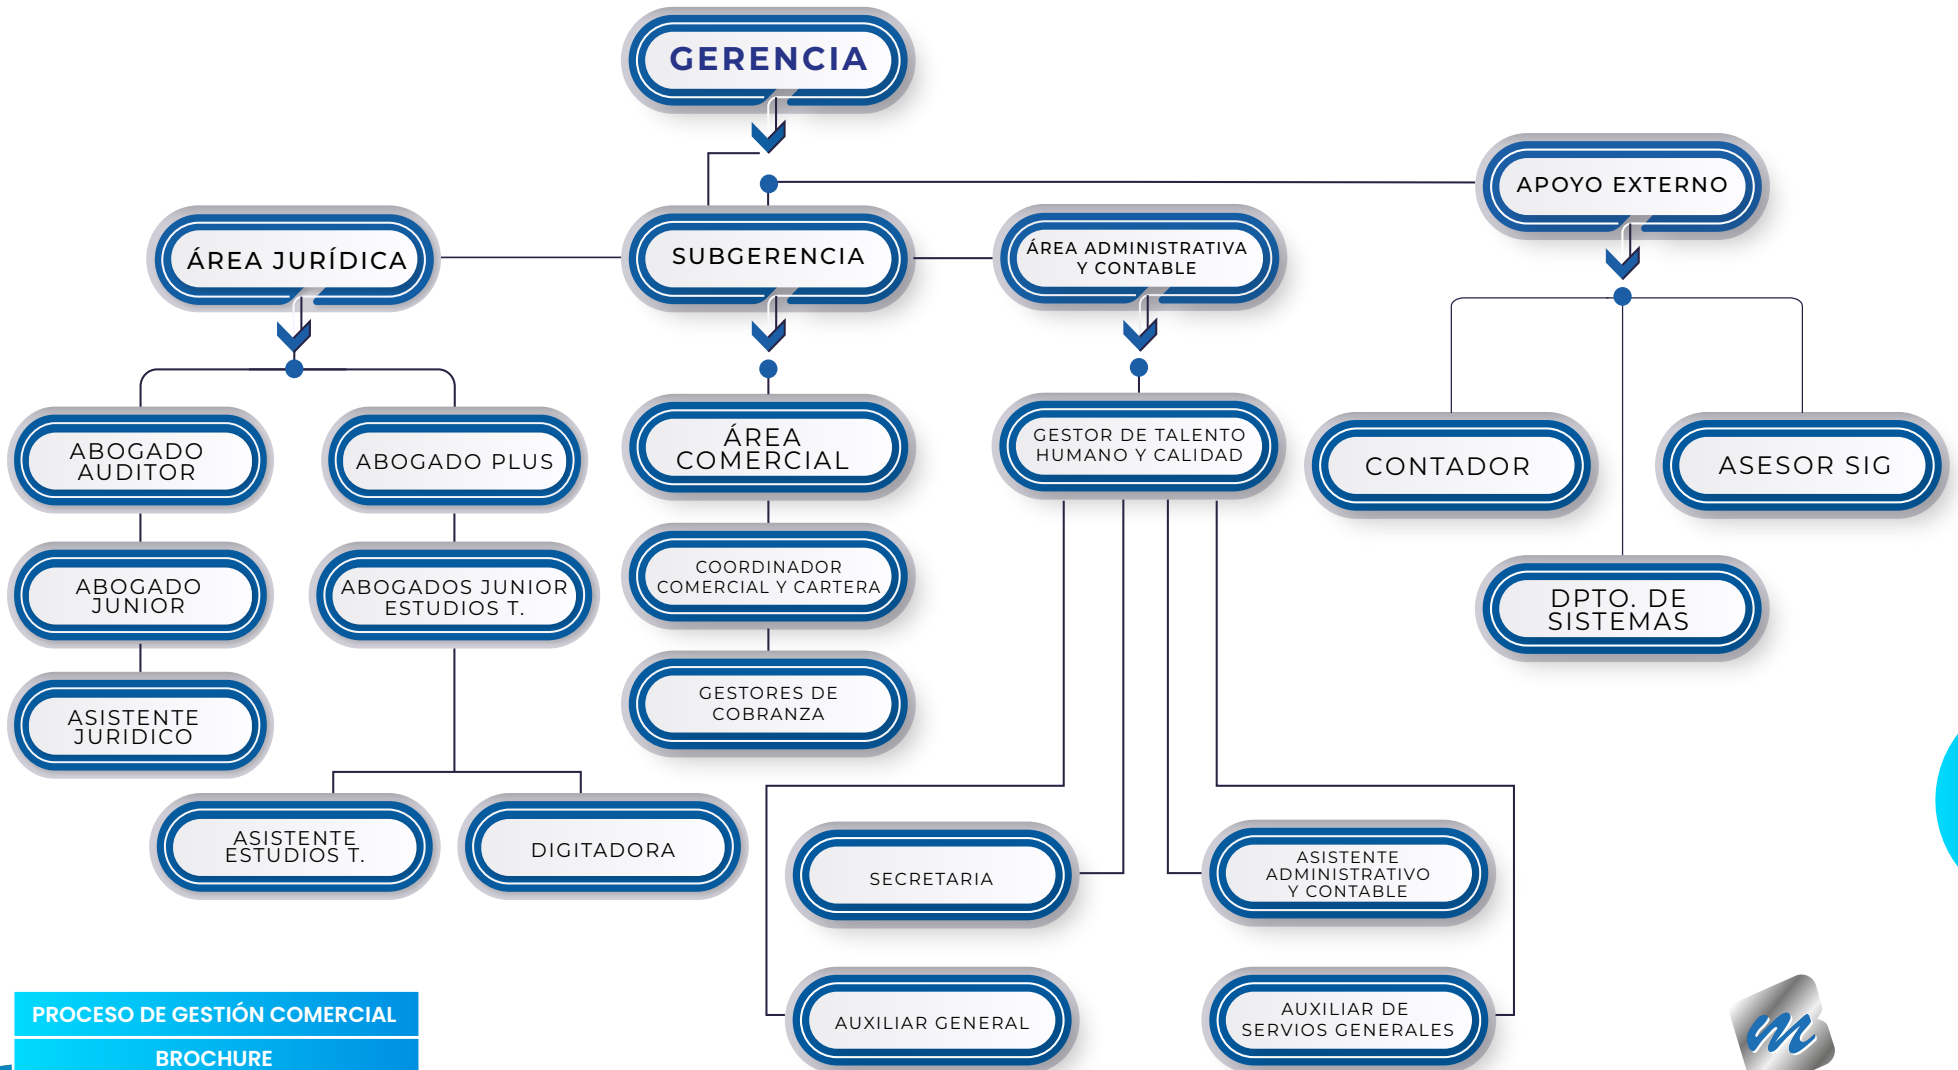 GERENCIA
APOYO EXTERNO
ÁREA JURÍDICA
SUBGERENCIA
ÁREA ADMINISTRATIVA
Y CONTABLE
ABOGADO
AUDITOR
ABOGADO PLUS
ÁREA
COMERCIAL
GESTOR DE TALENTO
HUMANO Y CALIDAD
CONTADOR
ASESOR SIG
ABOGADO
JUNIOR
ABOGADOS JUNIOR
ESTUDIOS T.
COORDINADOR
COMERCIAL Y CARTERA
DPTO. DE
SISTEMAS
ASISTENTE
JURIDICO
GESTORES DE
COBRANZA
ASISTENTE
ESTUDIOS T.
DIGITADORA
SECRETARIA
ASISTENTE
ADMINISTRATIVO
Y CONTABLE
AUXILIAR GENERAL
AUXILIAR DE
SERVIOS GENERALES
PROCESO DE GESTIÓN COMERCIAL
BROCHURE
m